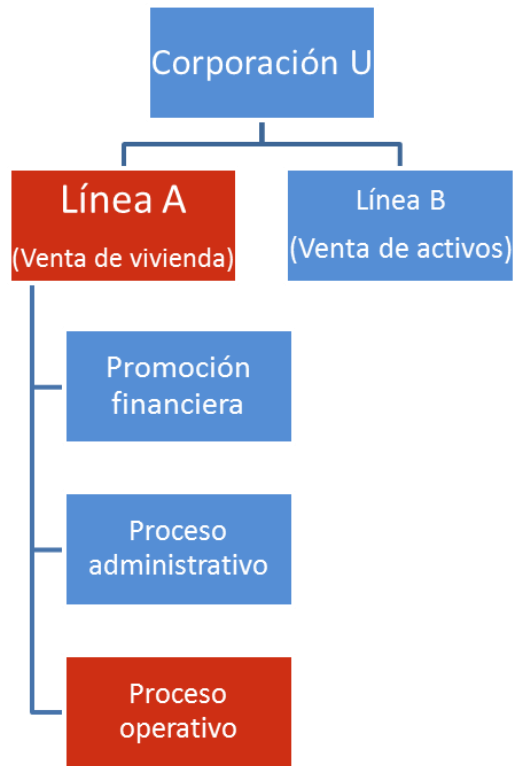 Corporación U
Línea A
(Venta de vivienda)
Línea B
(Venta de activos)
Promoción
financiera
Proceso
administrativo
Proceso
operativo